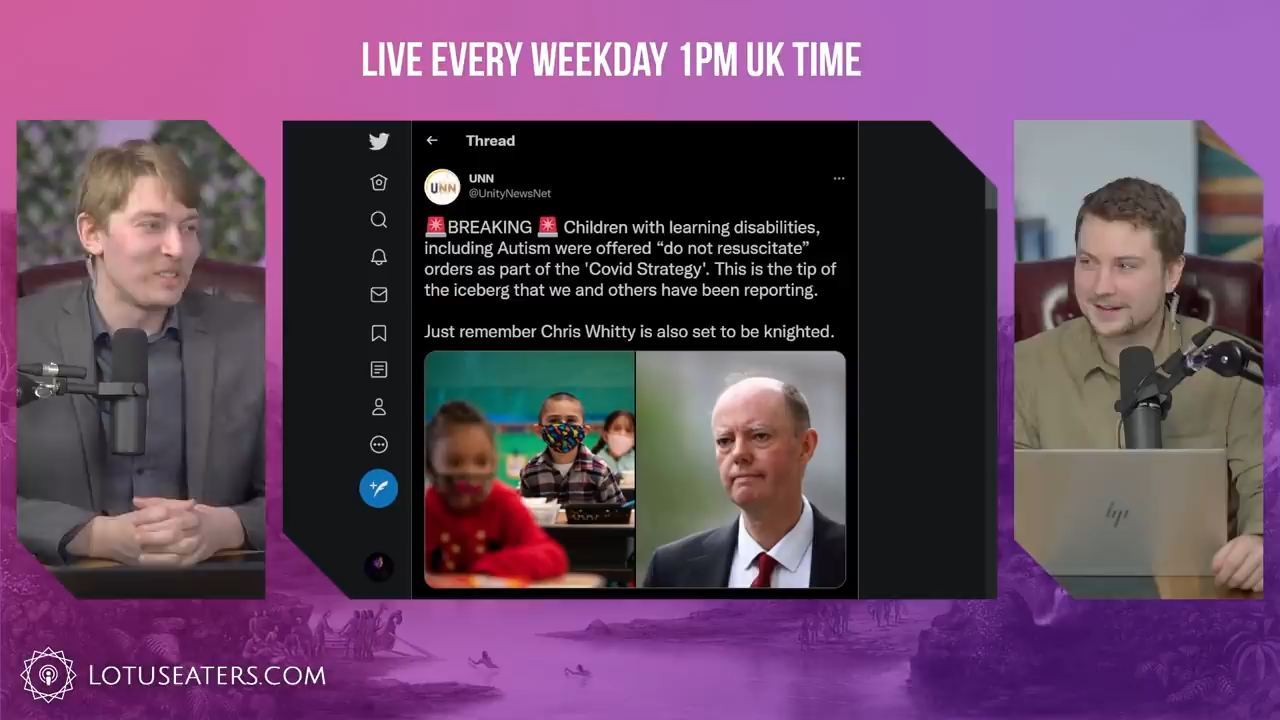 LIVE EVERY WEEKDAY 1PM UK TIME
Thread
UNN
UNN
@UnityNewsNet
🚨BREAKING 🚨 Children with learning disabilities,
including Autism were offered “do not resuscitate”
orders as part of the 'Covid Strategy'. This is the tip of
the iceberg that we and others have been reporting.
Just remember Chris Whitty is also set to be knighted.
hp
LOTUSEATERS.COM